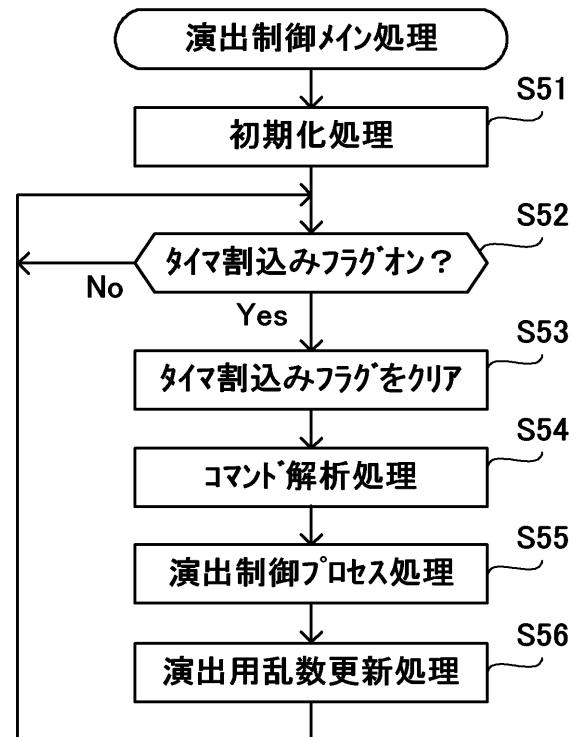 演出制御メイン処理
S51
初期化処理
S52
タイマ割込みフラグオン？
No
Yes
S53
タイマ割込みフラグをクリア
S54
コマンド解析処理
S55
演出制御プロセス処理
S56
演出用乱数更新処理